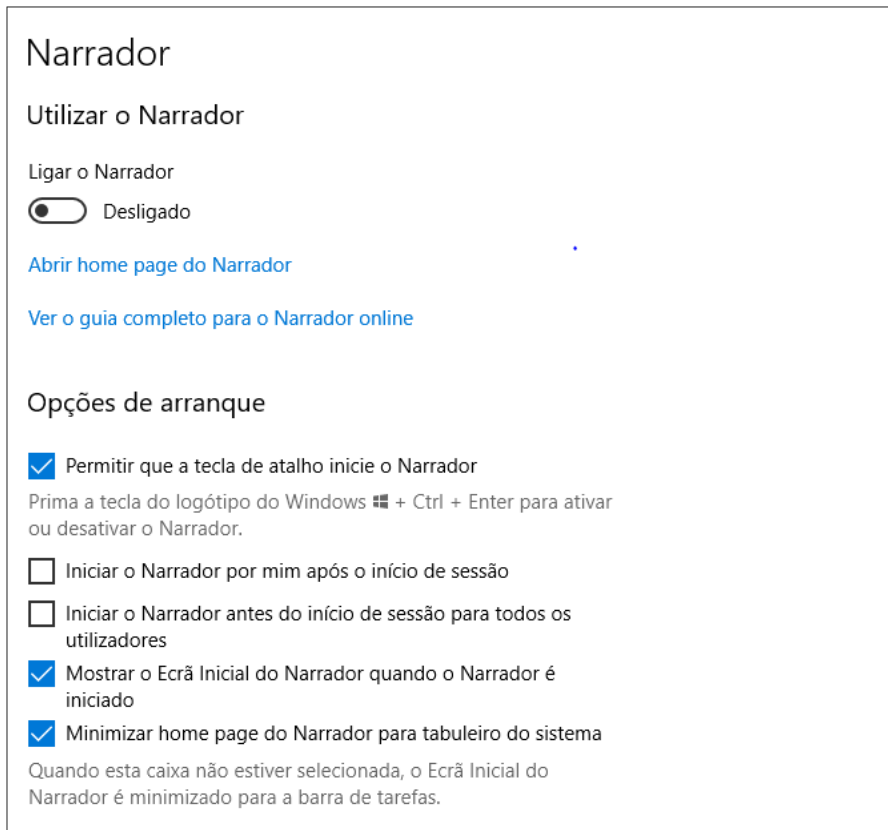 Narrador
Utilizar o Narrador
Ligar o Narrador
Desligado
Abrir home page do Narrador
Ver o guia completo para o Narrador online
Opções de arranque
Permitir que a tecla de atalho inicie o Narrador
Prima a tecla do logótipo do Windows + Ctrl + Enter para ativar
ou desativar o Narrador.
Iniciar o Narrador por mim após o início de sessão
Iniciar o Narrador antes do início de sessão para todos os
utilizadores
Mostrar o Ecrã Inicial do Narrador quando o Narrador é
iniciado
Minimizar home page do Narrador para tabuleiro do sistema
Quando esta caixa não estiver selecionada, o Ecrã Inicial do
Narrador é minimizado para a barra de tarefas.